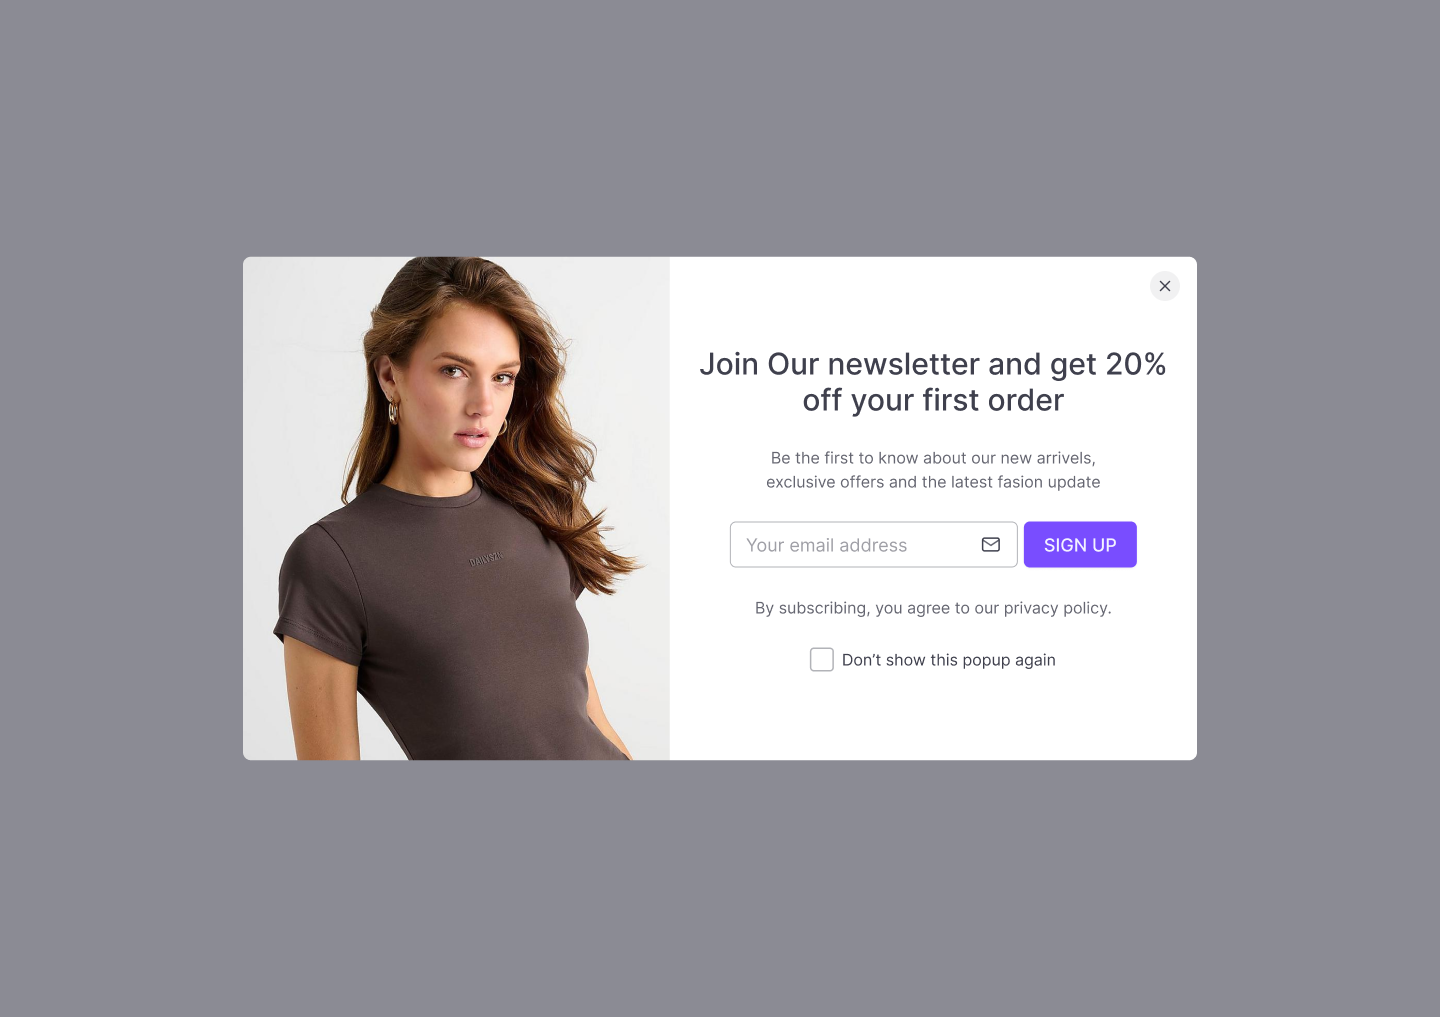 Join Our newsletter and get 20%
off your first order
Be the first to know about our new arrivels,
exclusive offers and the latest fasion update
Your email address
SIGN UP
By subscribing, you agree to our privacy policy.
Don’t show this popup again